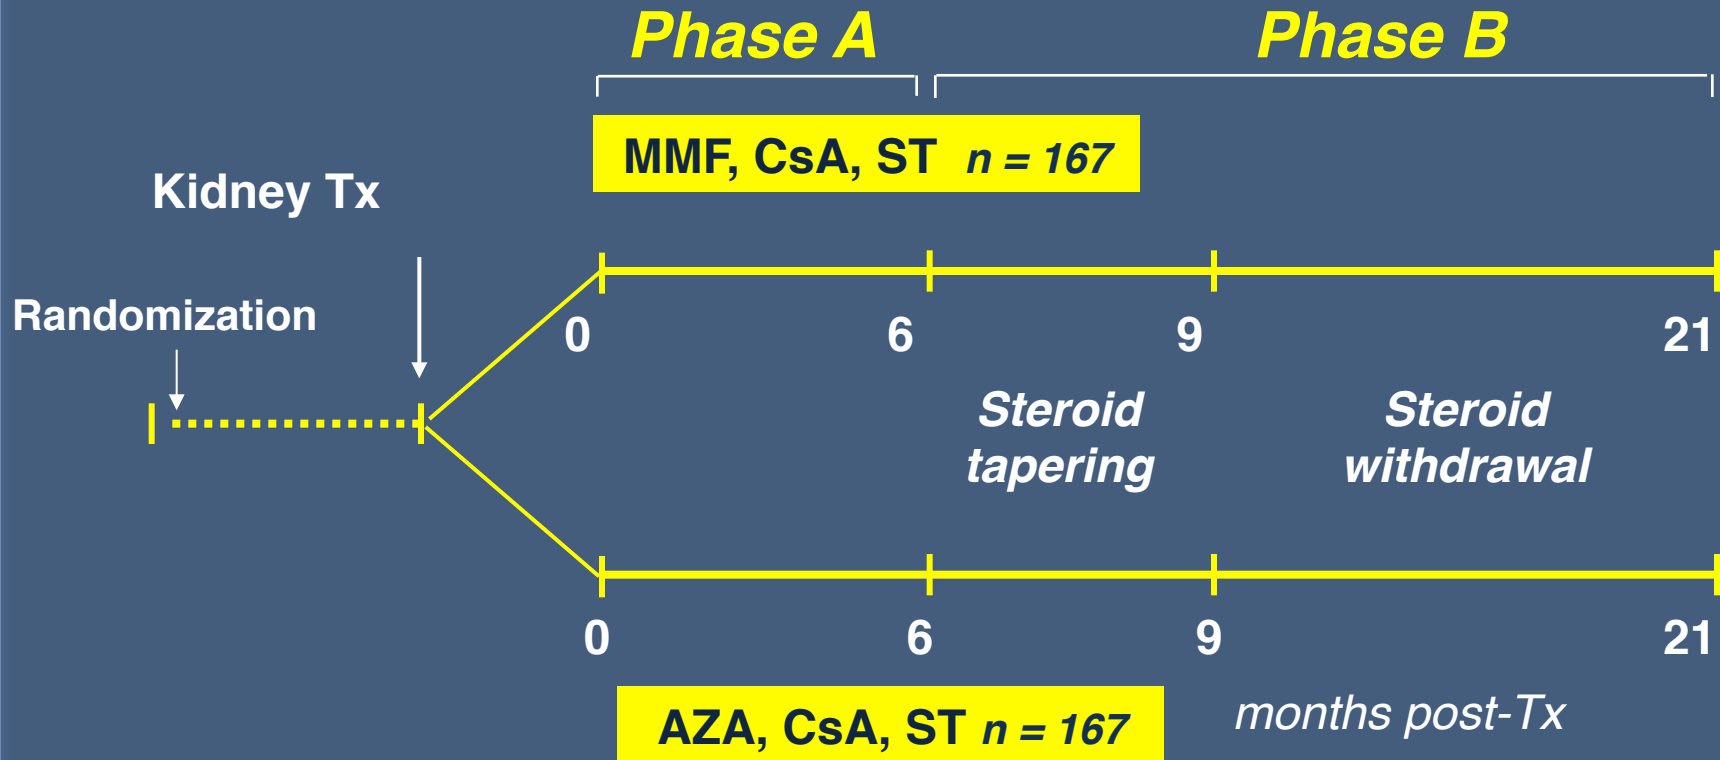 Phase A Phase B
MMF, CsA, ST n = 167
Kidney Tx
Randomization
0 6 9 21
Steroid tapering
Steroid withdrawal
0 6 9 21
AZA, CsA, ST n = 167
months post-Tx